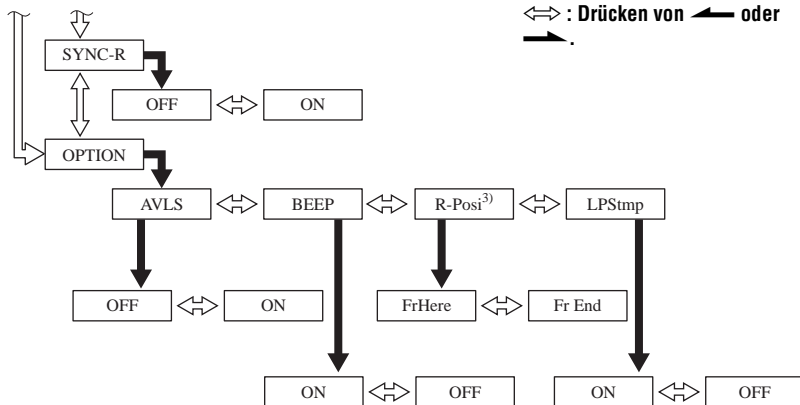 ⇔ : Drücken von ← oder
→ .
SYNC-R
OFF ON
OPTION
AVLS BEEP R-Posi3) LPStmp
OFF ON FrHere Fr End
ON OFF ON OFF